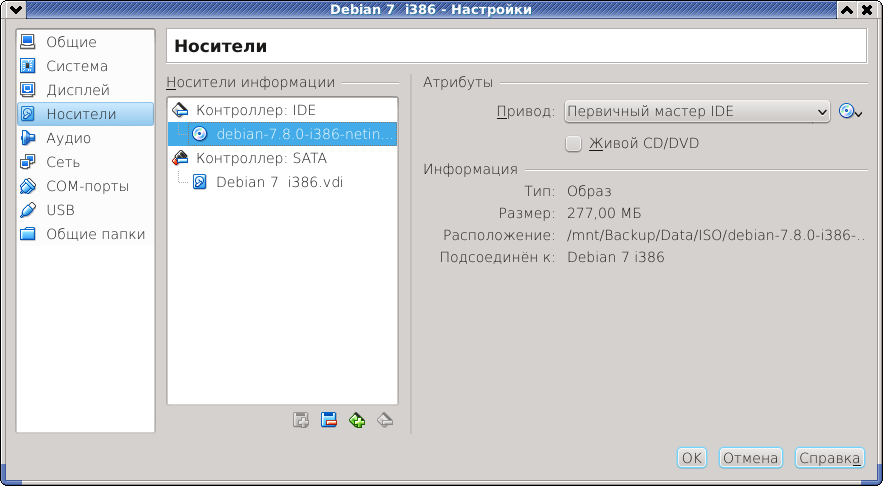 Debian 7 i386 - Настройки
Общие
Система
Дисплей
Носители
Аудио
Сеть
COM-порты
USB
Общие папки
Носители
Носители информации
Контроллер: IDE
debian-7.8.0-i386-netin...
Контроллер: SATA
Debian 7 i386.vdi
Атрибуты
Привод: Первичный мастер IDE
Живой CD/DVD
Информация
Тип: Образ
Размер: 277,00 МБ
Расположение: /mnt/Backup/Data/ISO/debian-7.8.0-i386-..
Подсоединён к: Debian 7 i386
OK Отмена Справка